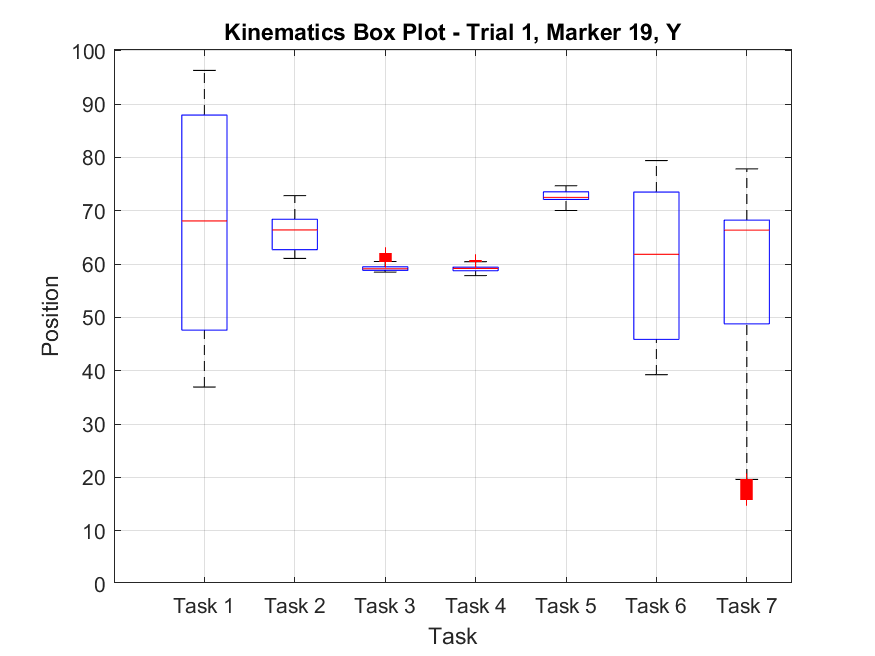 Kinematics Box Plot - Trial 1, Marker 19, Y
100
90
80
70
60
50
40
30
20
10
0
Position
Task 1 Task 2 Task 3 Task 4 Task 5 Task 6 Task 7
Task